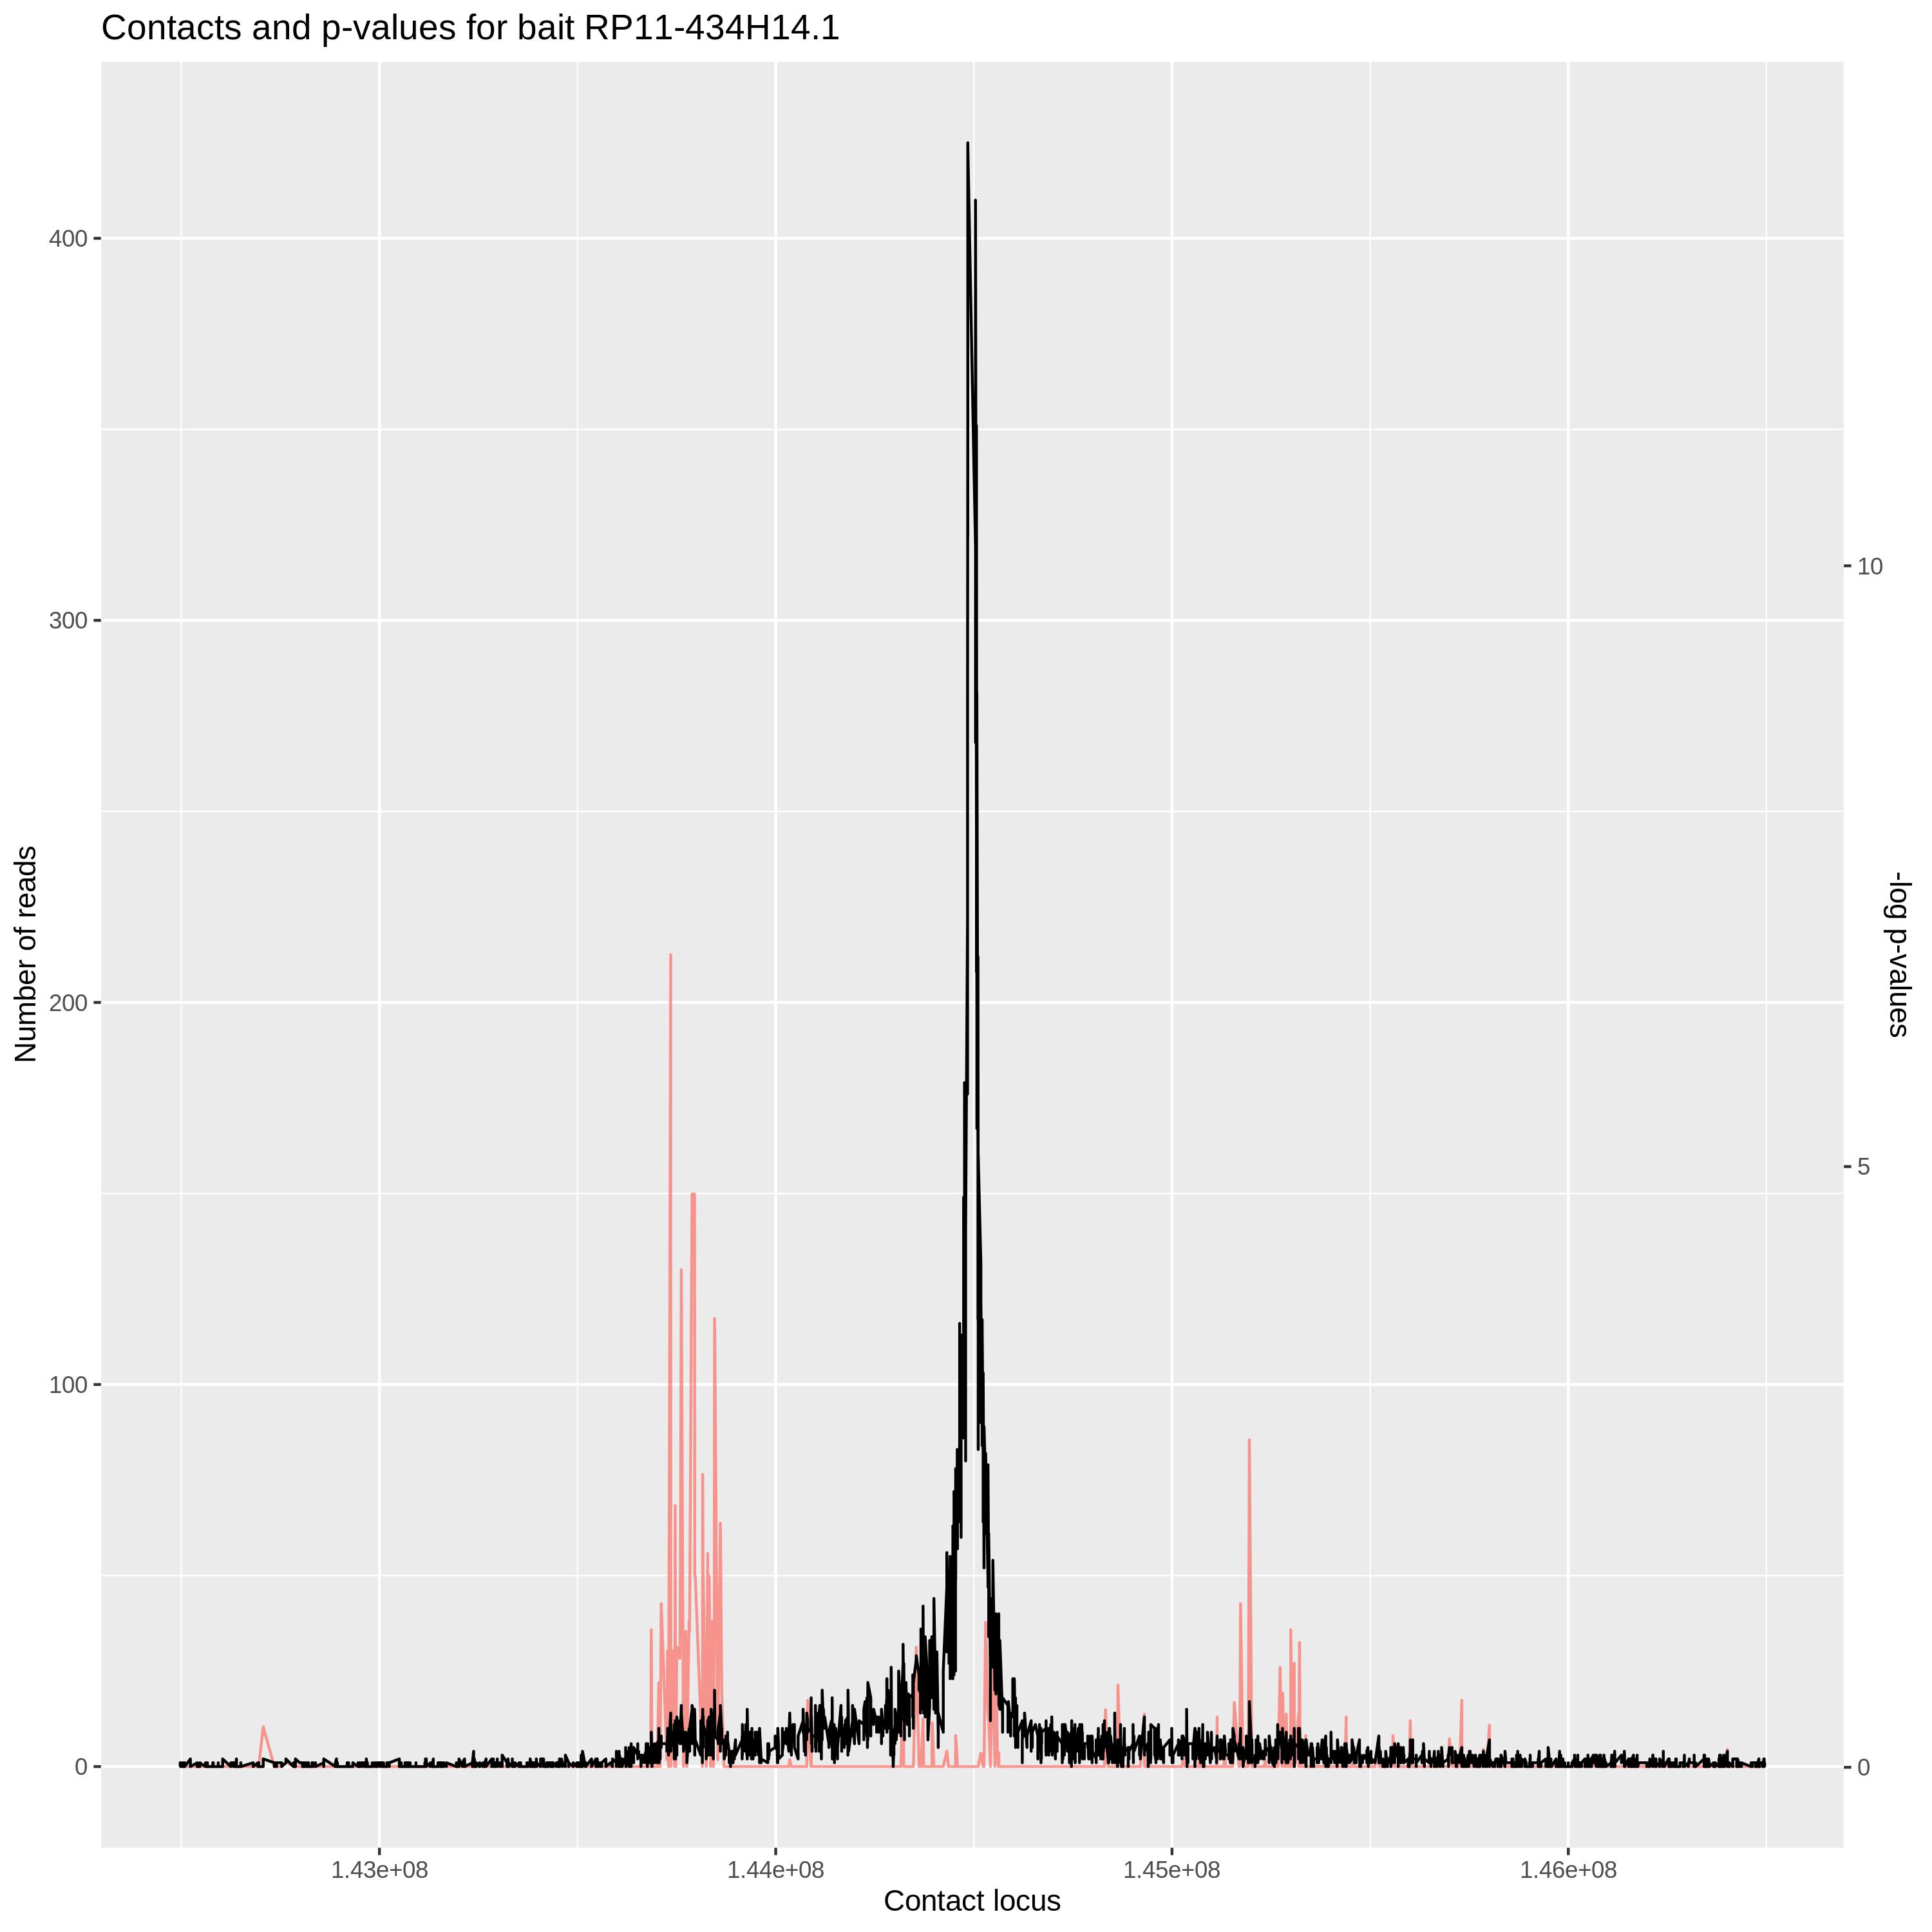 Contacts and p-values for bait RP11-434H14.1
400
300
200
100
0
10
5
0
Number of reads
-log p-values
1.43e+08
1.44e+08
1.45e+08
1.46e+08
Contact locus